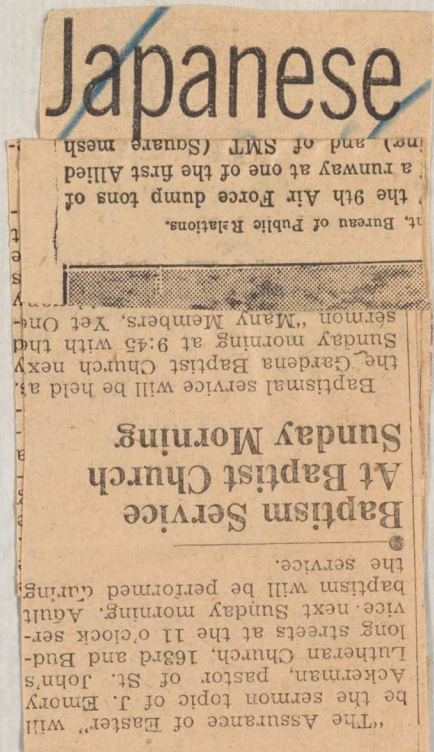 Japanese
"The Assurance of Easter" will
be the sermon topic of J. Emory
Ackerman, pastor of St. John's
Lutheran Church, 163rd and Bud-
long streets at the 11 o'clock ser-
vice next Sunday morning. Adult
baptism will be performed during
the service.
Baptism Service
At Baptist Church
Sunday Morning
Baptismal service will be held at
the Gardena Baptist Church next
Sunday morning at 9:45 with the
sermon "Many Members, Yet One
nt, Bureau of Public Relations.
the 9th Air Force dump tons of
a runway at one of the first Allied
ing) and of SMT (Square mesh